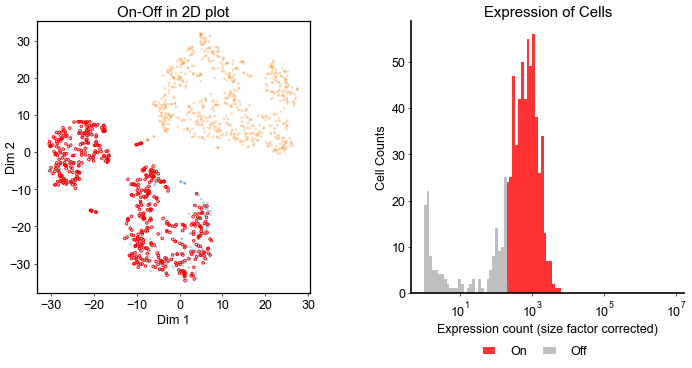 On-Off in 2D plot
Dim 2
30
20
10
0
−10
−20
−30
−30 −20 −10 0 10 20 30
Dim 1
Expression of Cells
Cell Counts
50
40
30
20
10
0
10^1 10^3 10^5 10^7
Expression count (size factor corrected)
On Off